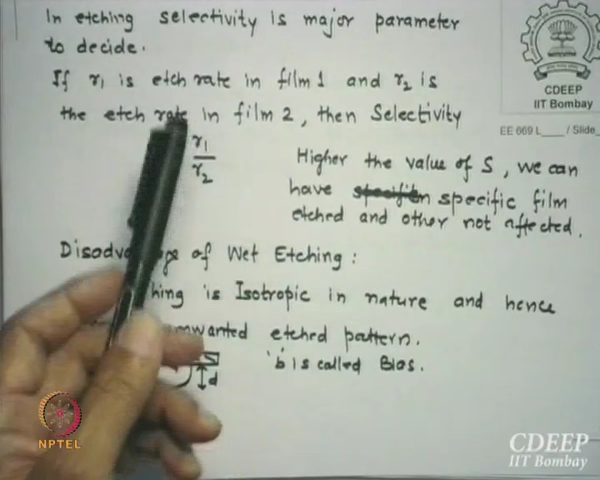 In etching selectivity is major parameter
to decide.
If r1 is etch rate in film 1 and r2 is
the etch rate in film 2, then Selectivity
r1
r2
Higher the value of S, we can
have specific film
etched and other not affected.
of Wet Etching:
is Isotropic in nature and hence
etched pattern.
d
'b' is called Bias.
CDEEP
IIT Bombay
EE 669 L / Slide
NPTEL
CDEEP
IIT Bombay